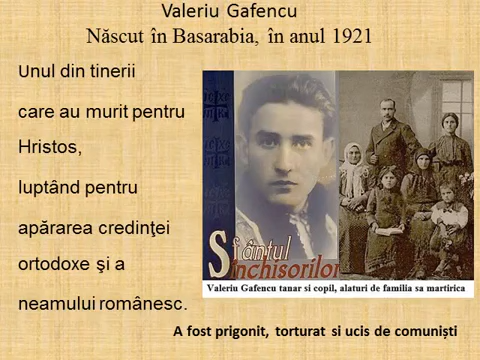 Valeriu Gafencu
Născut în Basarabia, în anul 1921
Unul din tinerii
care au murit pentru
Hristos,
luptând pentru
apărarea credinţei
ortodoxe şi a
neamului românesc.
Sfântul
Închisorilor
Valeriu Gafencu tanar si copil, alaturi de familia sa martirica
A fost prigonit, torturat si ucis de comuniști